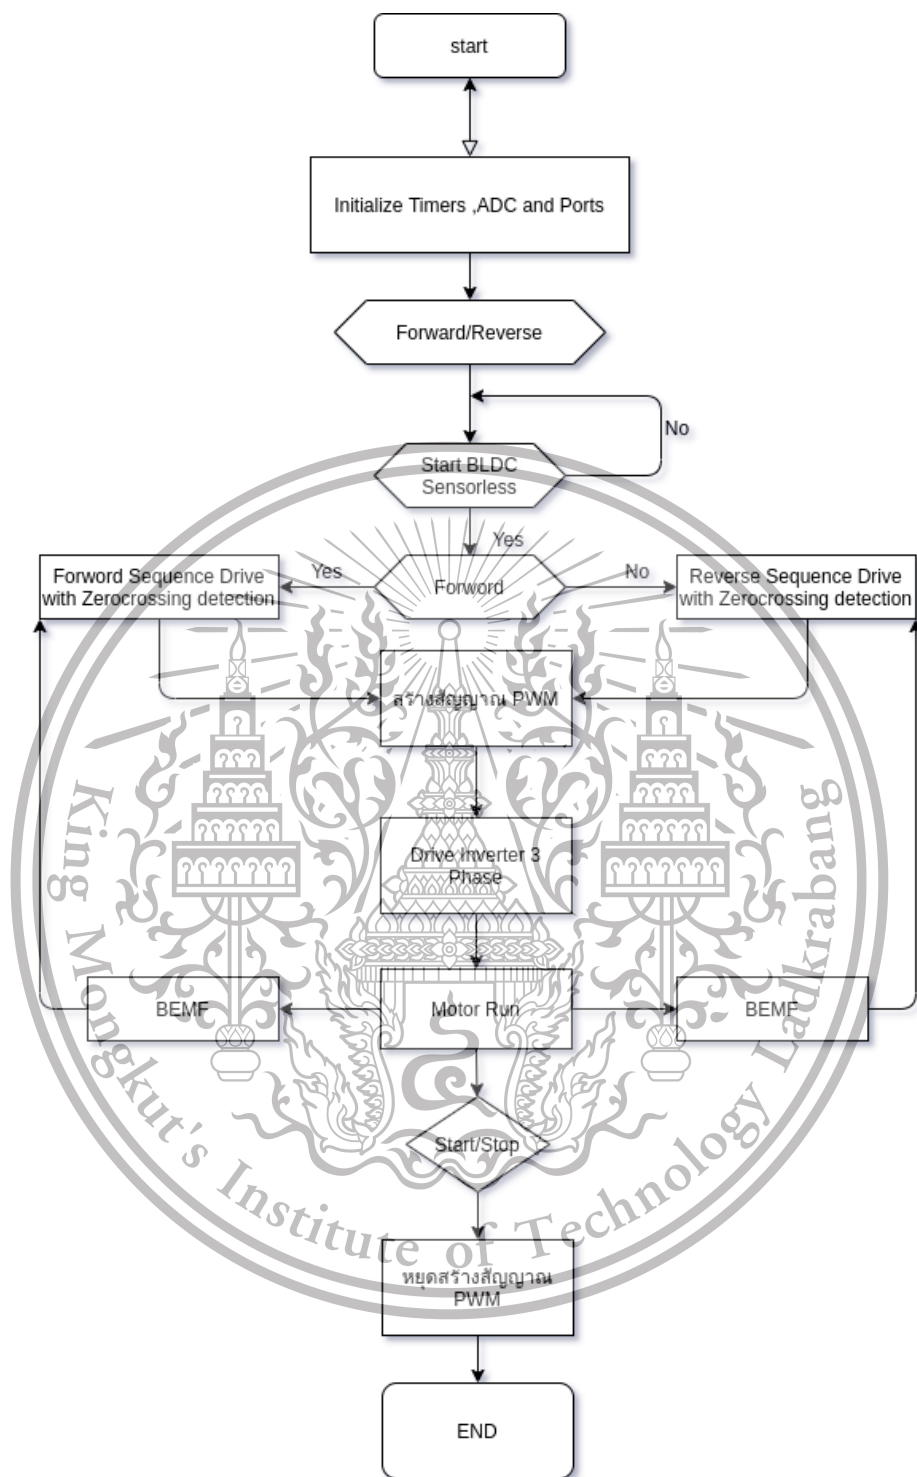 start
Initialize Timers ,ADC and Ports
Forward/Reverse
No
Start BLDC
Sensorless
Yes
Forword Sequence Drive
with Zerocrossing detection
Yes
Forword
No
Reverse Sequence Drive
with Zerocrossing detection
สร้างสัญญาณ PWM
Drive Inverter 3
Phase
BEMF
Motor Run
BEMF
Start/Stop
หยุดสร้างสัญญาณ
PWM
END
King Mongkut's Institute of Technology Ladkrabang